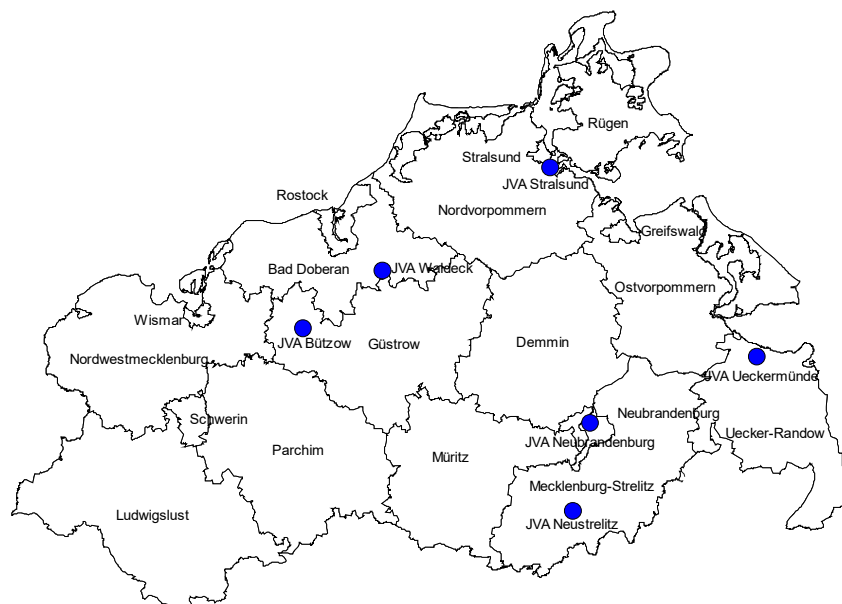 Rügen
Stralsund
JVA Stralsund
Rostock
Nordvorpommern
Greifswald
Bad Doberan
JVA Waldeck
Ostvorpommern
Wismar
JVA Bützow
Güstrow
Demmin
Nordwestmecklenburg
JVA Ueckermünde
Schwerin
Neubrandenburg
Parchim
JVA Neubrandenburg
Uecker-Randow
Müritz
Mecklenburg-Strelitz
Ludwigslust
JVA Neustrelitz